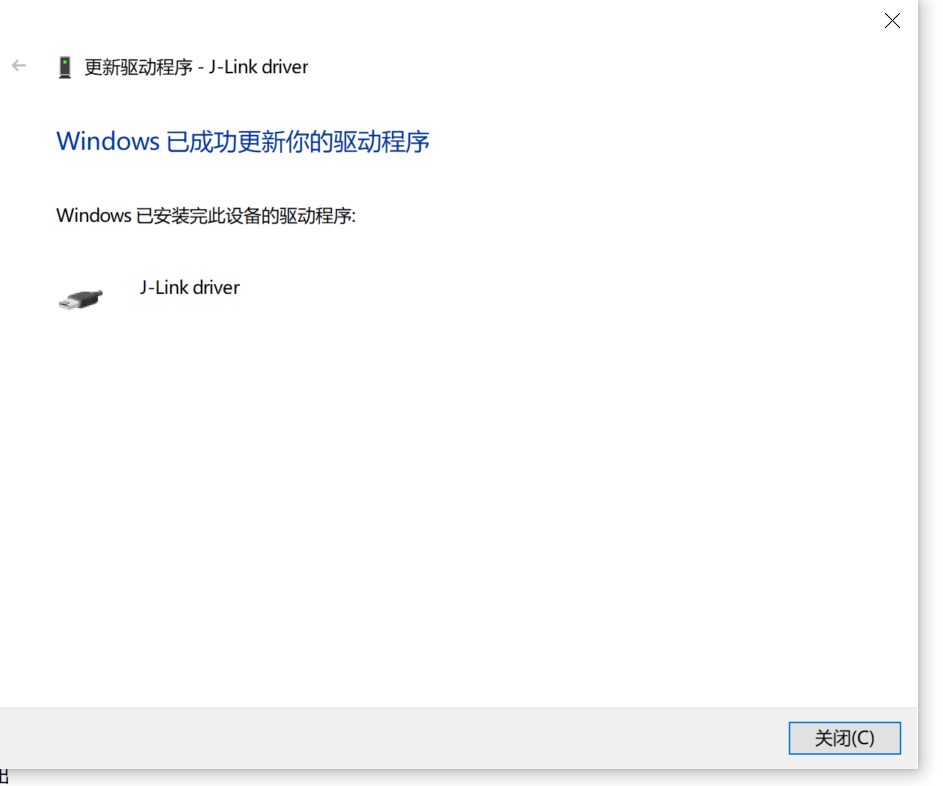 更新驱动程序 - J-Link driver
Windows 已成功更新你的驱动程序
Windows 已安装完此设备的驱动程序:
J-Link driver
关闭(C)